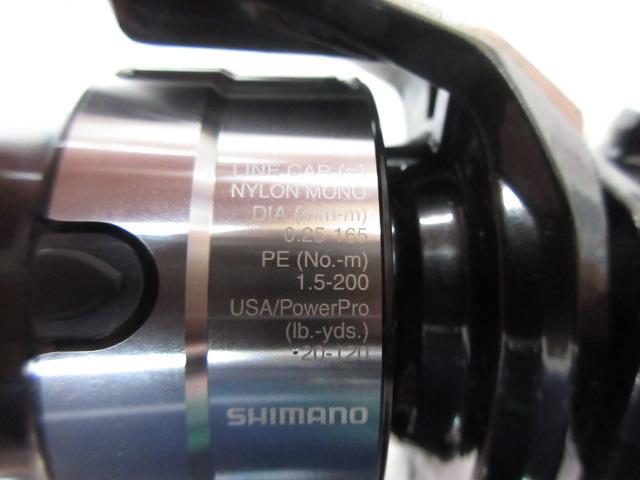 LINE CAP. (~)
NYLON MONO
DIA (mm-m)
0.25-165
PE (No.-m)
1.5-200
USA/PowerPro
(lb.-yds.)
•20-120
SHIMANO